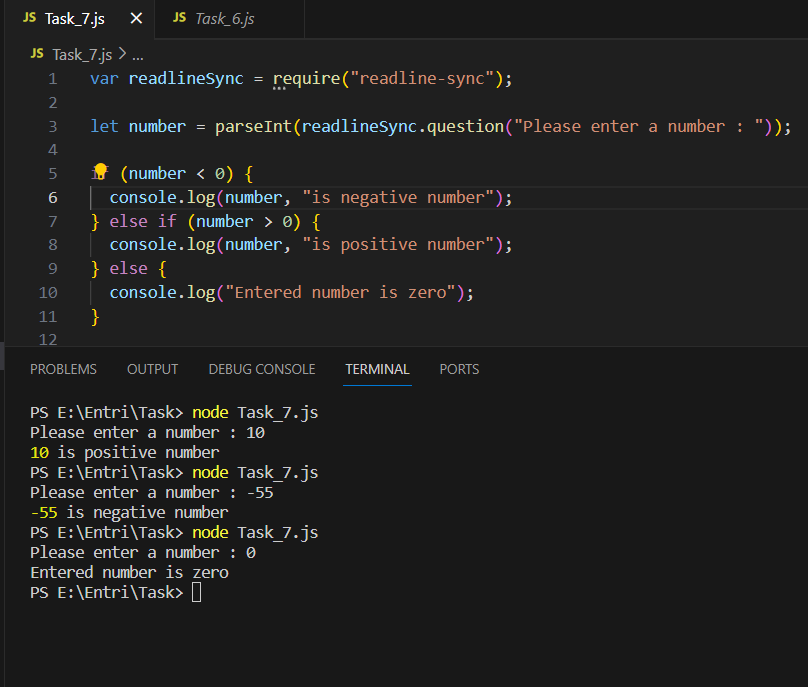 JS Task_7.js × JS Task_6.js
JS Task_7.js > ...
1 var readlineSync = require("readline-sync");
2
3 let number = parseInt(readlineSync.question("Please enter a number : "));
4
5 if (number < 0) {
6 console.log(number, "is negative number");
7 } else if (number > 0) {
8 console.log(number, "is positive number");
9 } else {
10 console.log("Entered number is zero");
11 }
12
PROBLEMS OUTPUT DEBUG CONSOLE TERMINAL PORTS
PS E:\Entri\Task> node Task_7.js
Please enter a number : 10
10 is positive number
PS E:\Entri\Task> node Task_7.js
Please enter a number : -55
-55 is negative number
PS E:\Entri\Task> node Task_7.js
Please enter a number : 0
Entered number is zero
PS E:\Entri\Task>